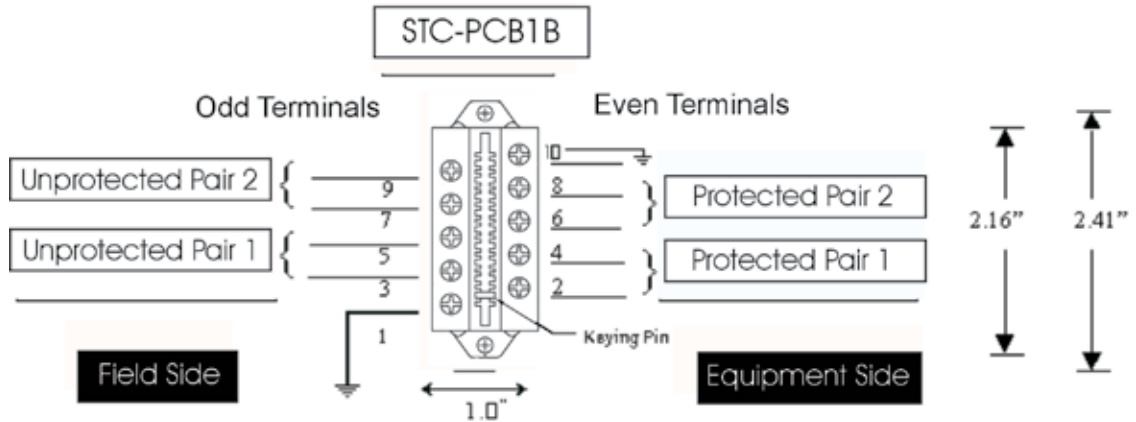 STC-PCB1B
Odd Terminals
Even Terminals
Unprotected Pair 2
9
7
Unprotected Pair 1
5
3
1
10
8
6
Protected Pair 2
4
2
Protected Pair 1
2.16”
2.41”
Keying Pin
Field Side
Equipment Side
1.0"